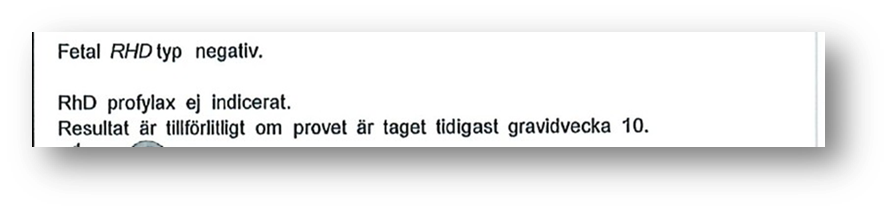 Fetal RHD typ negativ.
RhD profylax ej indicerat.
Resultat är tillförlitligt om provet är taget tidigast gravidvecka 10.